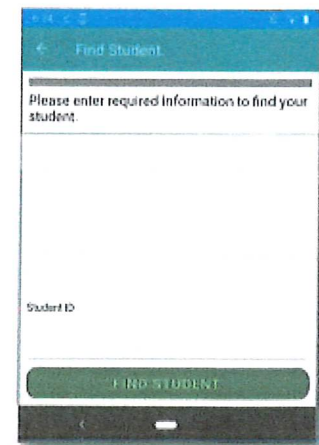 Find Student
Please enter required information to find your
student.
Student ID
FIND STUDENT